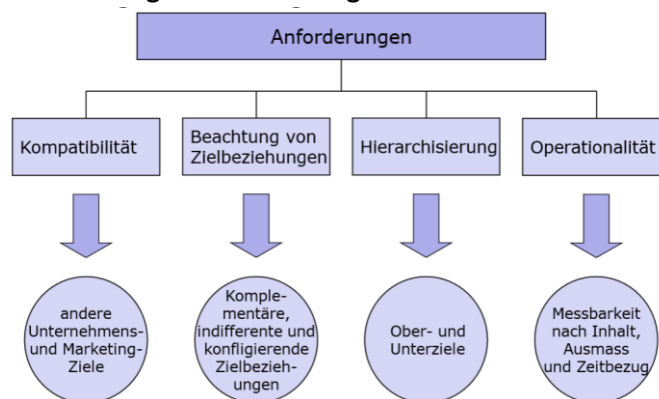 Anforderungen
Kompatibilität
Beachtung von
Zielbeziehungen
Hierarchisierung
Operationalität
andere
Unternehmens-
und Marketing-
Ziele
Komple-
mentäre,
indifferente und
konfligierende
Zielbezieh-
ungen
Ober- und
Unterziele
Messbarkeit
nach Inhalt,
Ausmass
und Zeitbezug